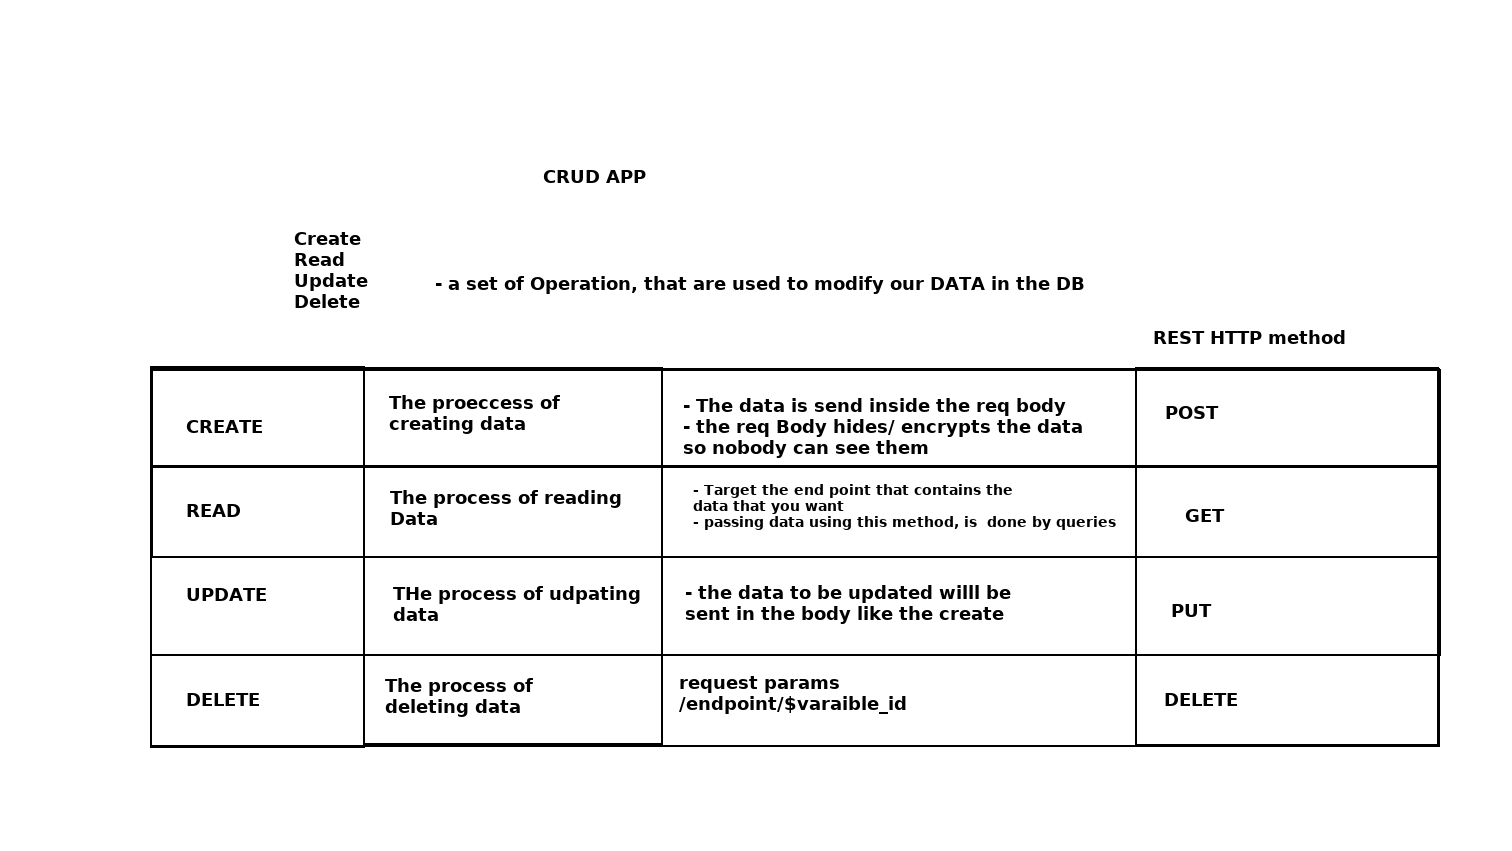 CRUD APP
Create
Read
Update
Delete
- a set of Operation, that are used to modify our DATA in the DB
REST HTTP method
CREATE
The proeccess of
creating data
- The data is send inside the req body
- the req Body hides/ encrypts the data
so nobody can see them
POST
READ
The process of reading
Data
- Target the end point that contains the
data that you want
- passing data using this method, is  done by queries
GET
UPDATE
THe process of udpating
data
- the data to be updated willl be
sent in the body like the create
PUT
DELETE
The process of
deleting data
request params
/endpoint/$varaible_id
DELETE